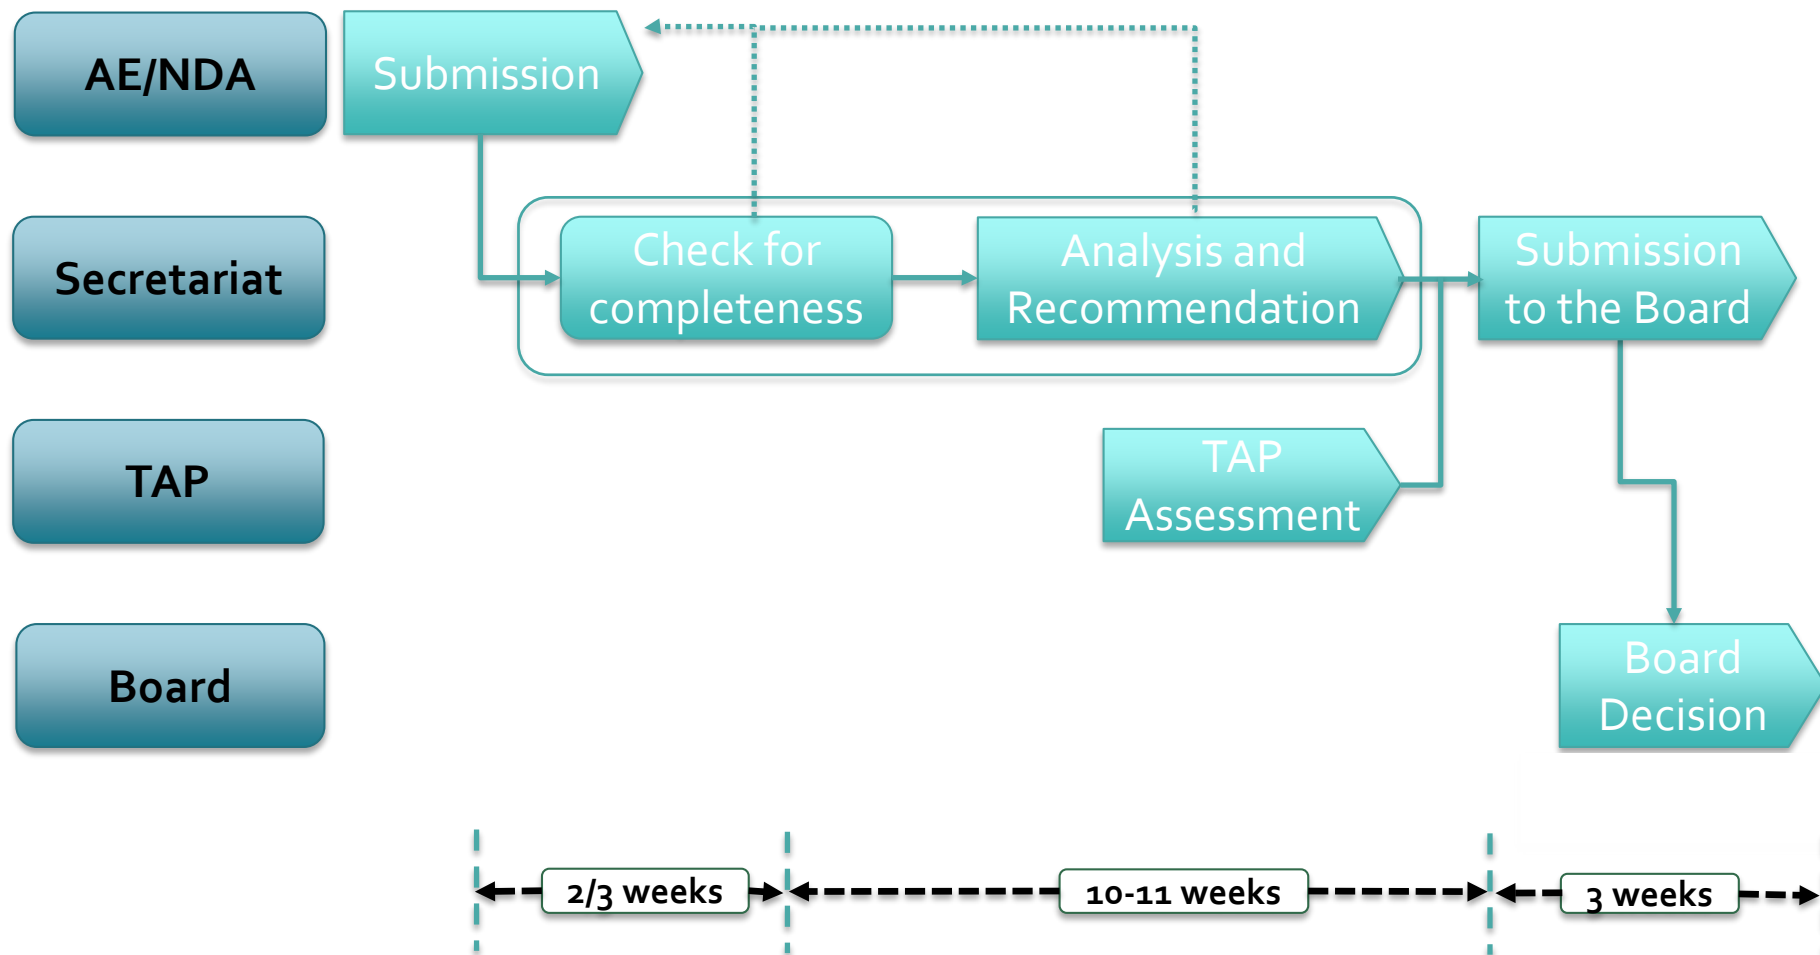 AE/NDA
Submission
Secretariat
Check for
completeness
Analysis and
Recommendation
Submission
to the Board
TAP
TAP
Assessment
Board
Board
Decision
2/3 weeks
10-11 weeks
3 weeks